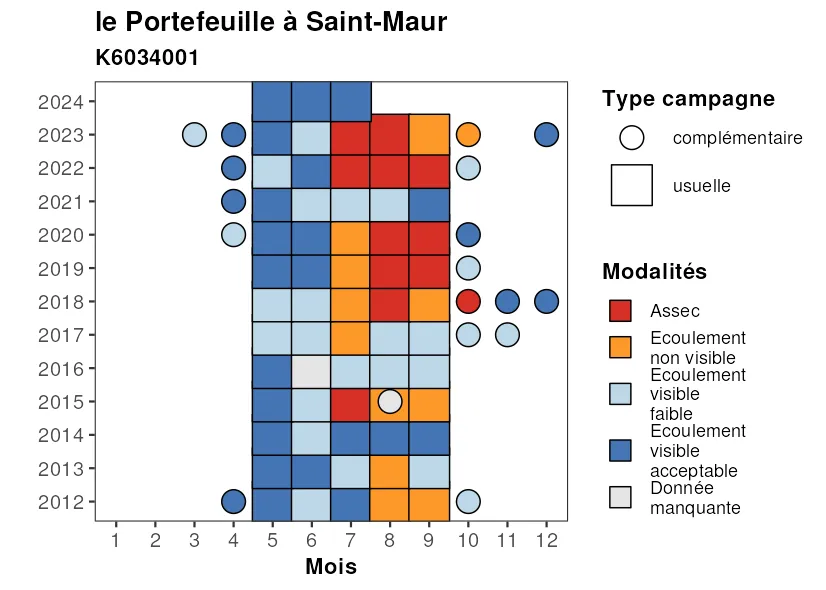 le Portefeuille à Saint-Maur
K6034001
2024
2023
2022
2021
2020
2019
2018
2017
2016
2015
2014
2013
2012
1 2 3 4 5 6 7 8 9 10 11 12
Mois
Type campagne
complémentaire
usuelle
Modalités
Assec
Ecoulement
non visible
Ecoulement
visible
faible
Ecoulement
visible
acceptable
Donnée
manquante